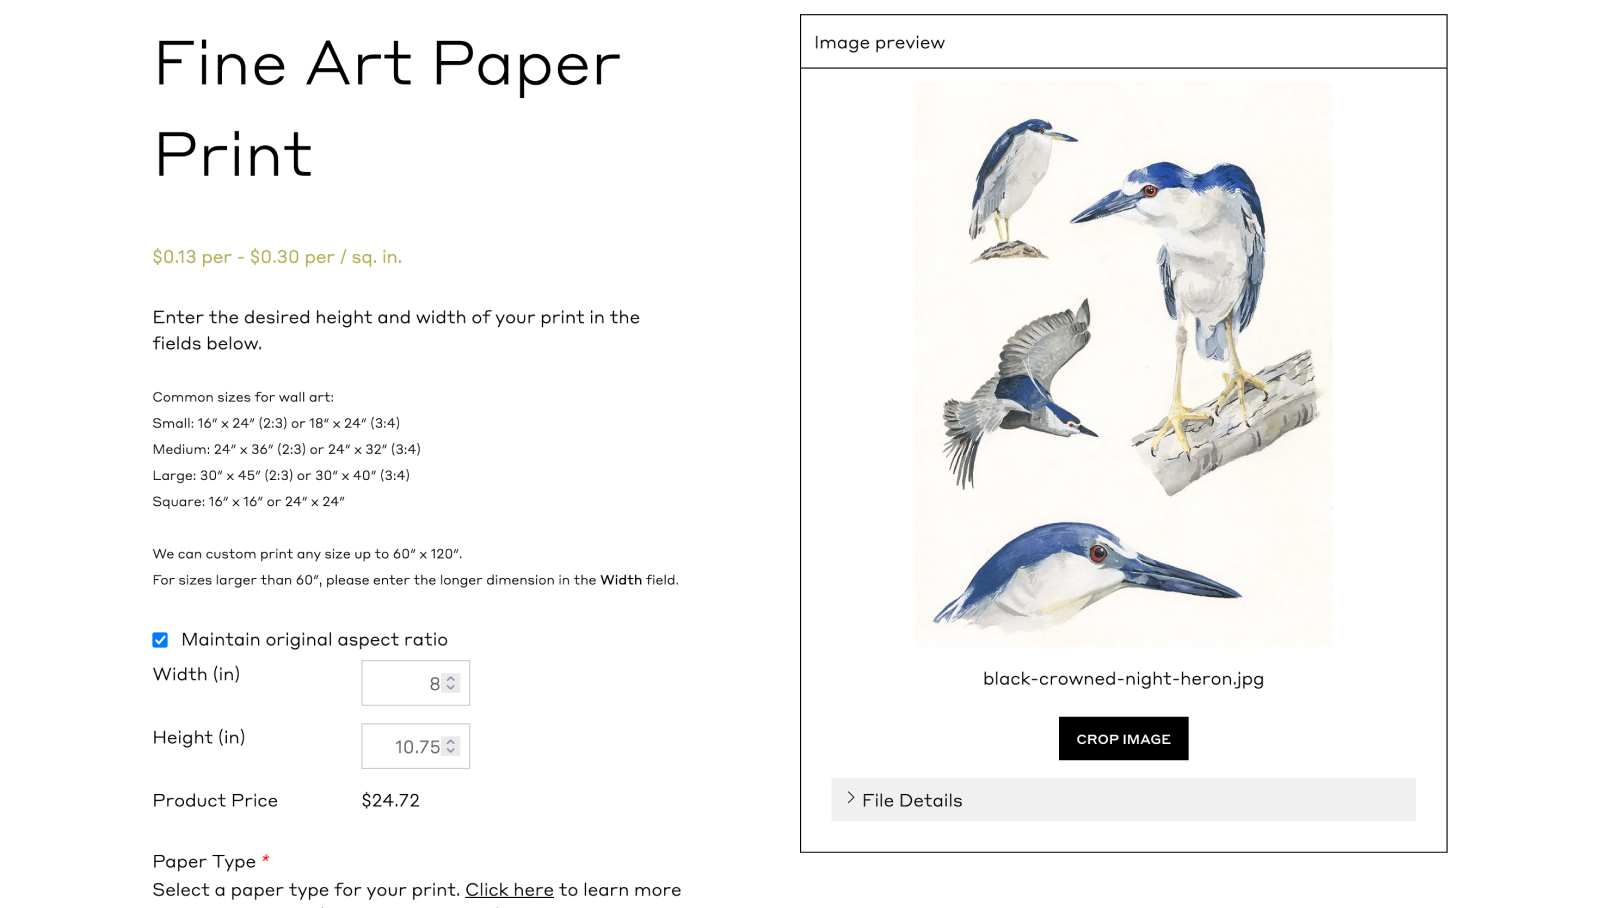 Fine Art Paper
Print
$0.13 per - $0.30 per / sq. in.
Enter the desired height and width of your print in the
fields below.
Common sizes for wall art:
Small: 16″ x 24″ (2:3) or 18″ x 24″ (3:4)
Medium: 24″ x 36″ (2:3) or 24″ x 32″ (3:4)
Large: 30″ x 45″ (2:3) or 30″ x 40″ (3:4)
Square: 16″ x 16″ or 24″ x 24″
We can custom print any size up to 60″ x 120″.
For sizes larger than 60″, please enter the longer dimension in the Width field.
Maintain original aspect ratio
Width (in)
8
Height (in)
10.75
Product Price
$24.72
Paper Type *
Select a paper type for your print. Click here to learn more
Image preview
black-crowned-night-heron.jpg
CROP IMAGE
File Details